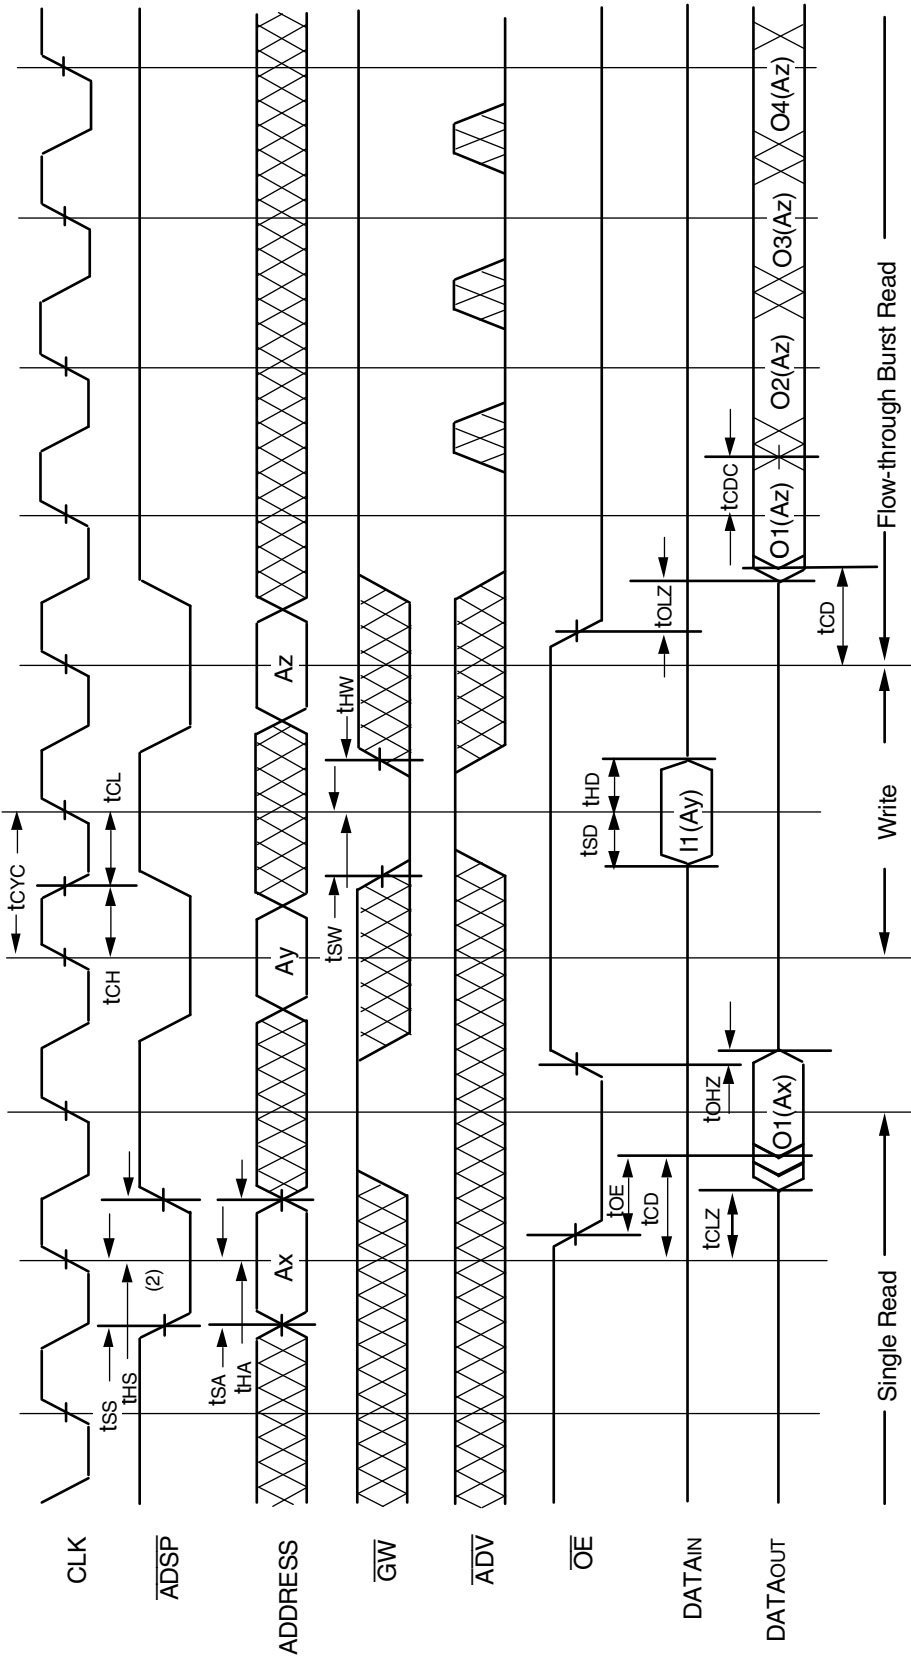 CLK
tCYC
tCH
tCL
tSS
tHS
(2)
ADSP
tSA
tHA
ADDRESS
Ax
Ay
Az
tSW
tHW
GW
ADV
OE
tOE
tCD
tOHZ
tSD
tHD
tOLZ
tCDC
DATAIN
I1(Ay)
tCLZ
DATAOUT
O1(Ax)
O1(Az)
O2(Az)
O3(Az)
O4(Az)
tCD
Single Read
Write
Flow-through Burst Read